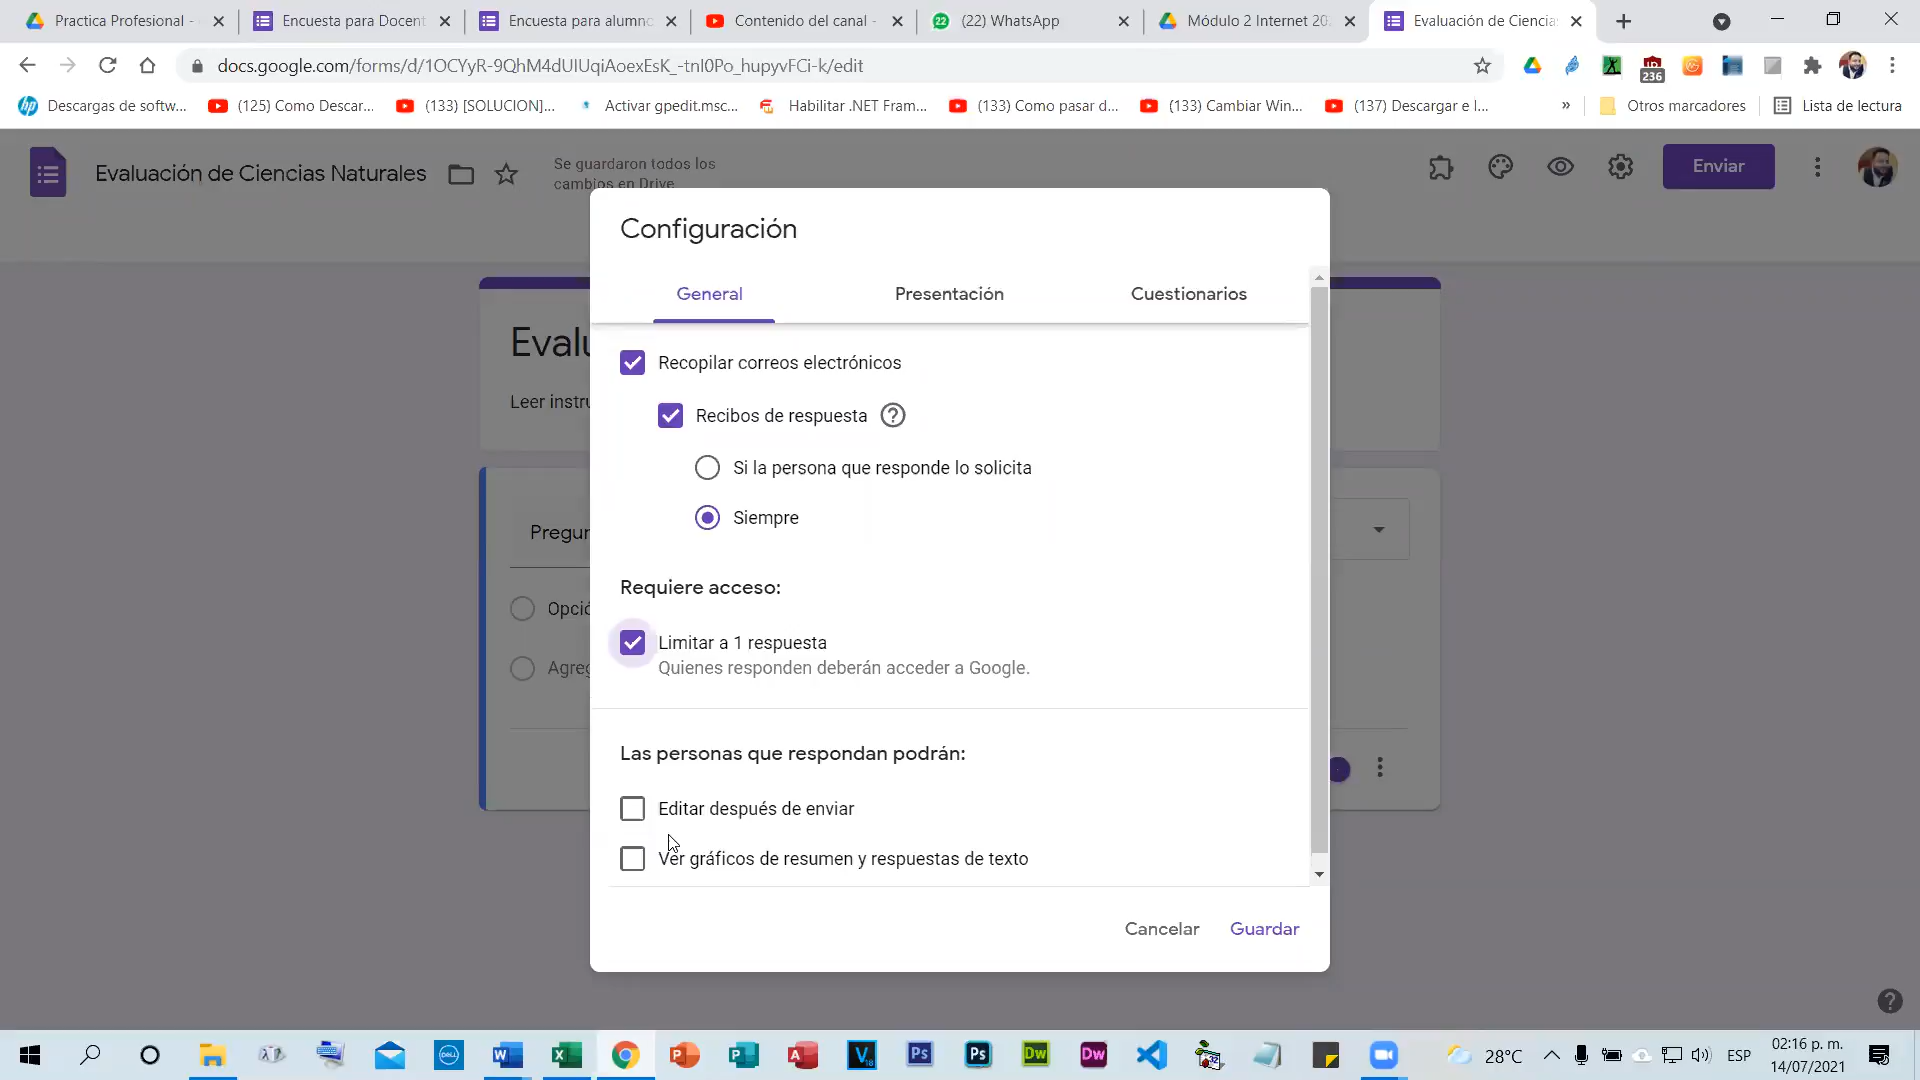 Practica Profesional -
Encuesta para Docent
Encuesta para alumno
Contenido del canal -
(22) WhatsApp
Módulo 2 Internet 20
Evaluación de Ciencia
docs.google.com/forms/d/1OCYyR-9QhM4dUIUqiAoexEsK_-tnI0Po_hupyvFCi-k/edit
236
Descargas de softw...
(125) Como Descar...
(133) [SOLUCION]...
Activar gpedit.msc...
Habilitar .NET Fram...
(133) Como pasar d...
(133) Cambiar Win...
(137) Descargar e I...
»
Otros marcadores
Lista de lectura
Evaluación de Ciencias Naturales
Se guardaron todos los
cambios en Drive
Enviar
Configuración
General
Presentación
Cuestionarios
Evalu
Leer instru
Recopilar correos electrónicos
Recibos de respuesta
Si la persona que responde lo solicita
Siempre
Pregun
Requiere acceso:
Opció
Limitar a 1 respuesta
Quienes responden deberán acceder a Google.
Agreg
Las personas que respondan podrán:
Editar después de enviar
Ver gráficos de resumen y respuestas de texto
Cancelar
Guardar
28°C
ESP
02:16 p. m.
14/07/2021